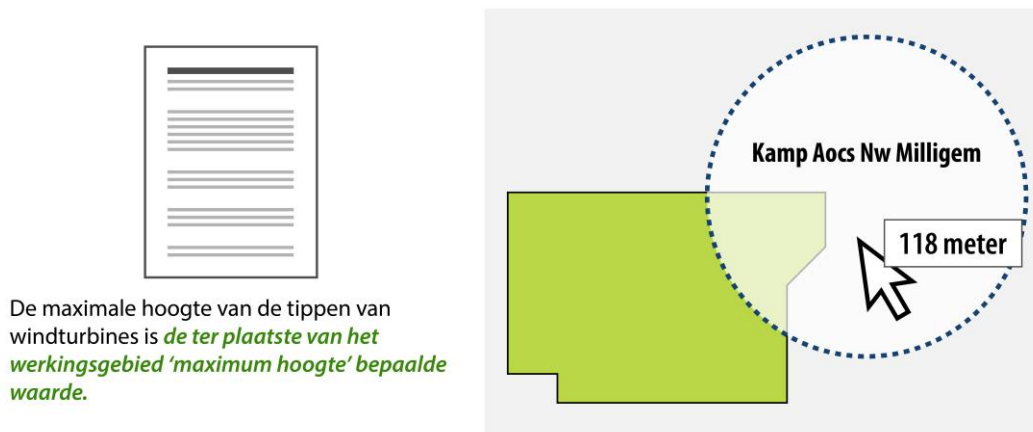 De maximale hoogte van de tippen van
windturbines is de ter plaatste van het
werkingsgebied ‘maximum hoogte’ bepaalde
waarde.
Kamp Aocs Nw Milligem
118 meter